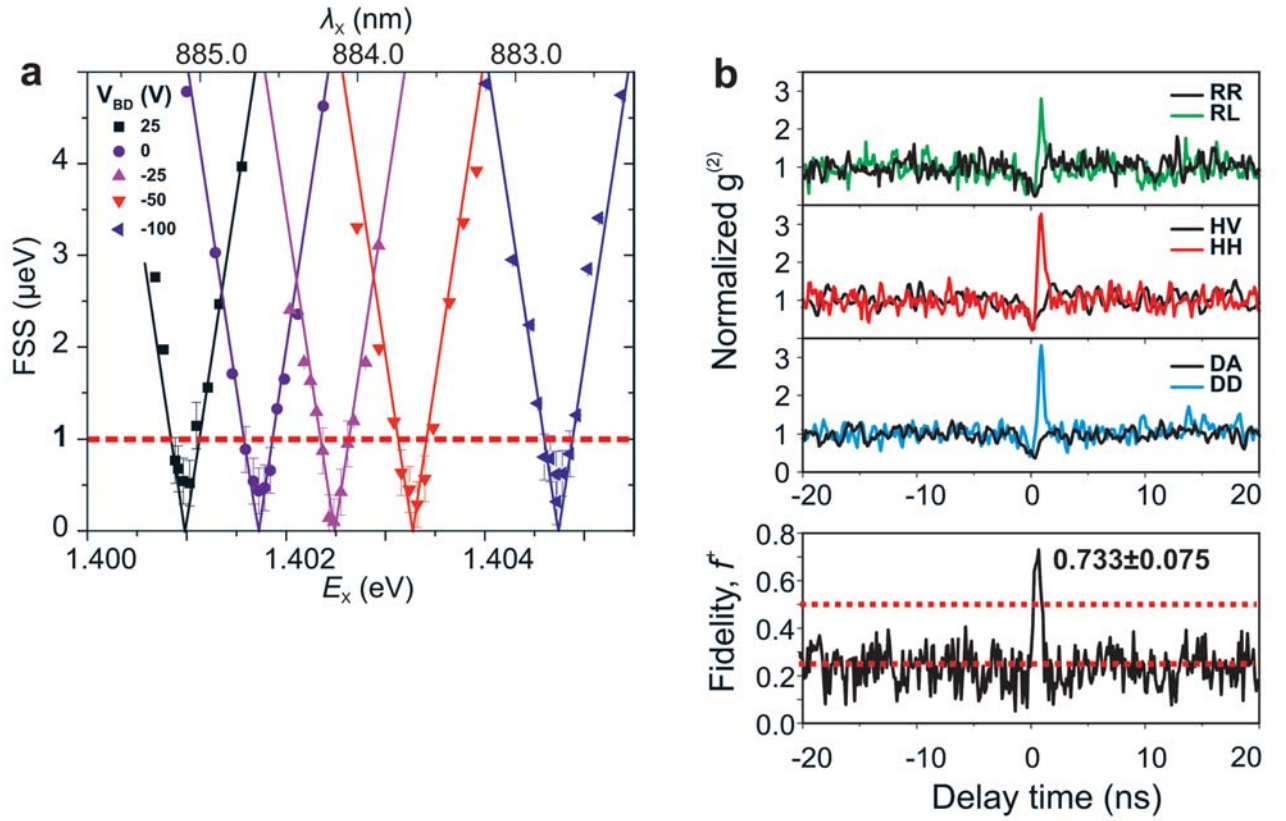 a
λx (nm)
885.0 884.0 883.0
VBD (V)
25
0
-25
-50
-100
FSS (µeV)
4
3
2
1
0
1.400 1.402 1.404
Ex (eV)
b
Normalized g(2)
3
2
1
RR
RL
3
2
1
HV
HH
3
2
1
0
DA
DD
-20 -10 0 10 20
Fidelity, f+
0.8
0.6
0.4
0.2
0.0
0.733±0.075
-20 -10 0 10 20
Delay time (ns)